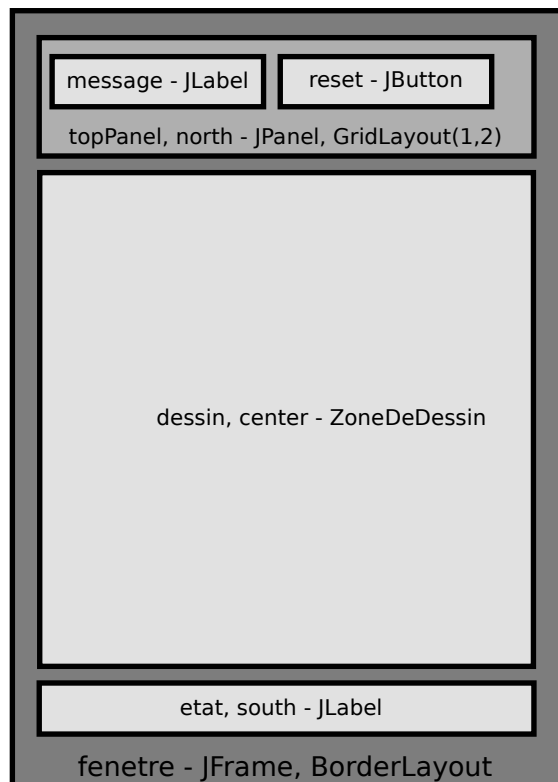 message - JLabel
reset - JButton
topPanel, north - JPanel, GridLayout(1,2)
dessin, center - ZoneDeDessin
etat, south - JLabel
fenetre - JFrame, BorderLayout